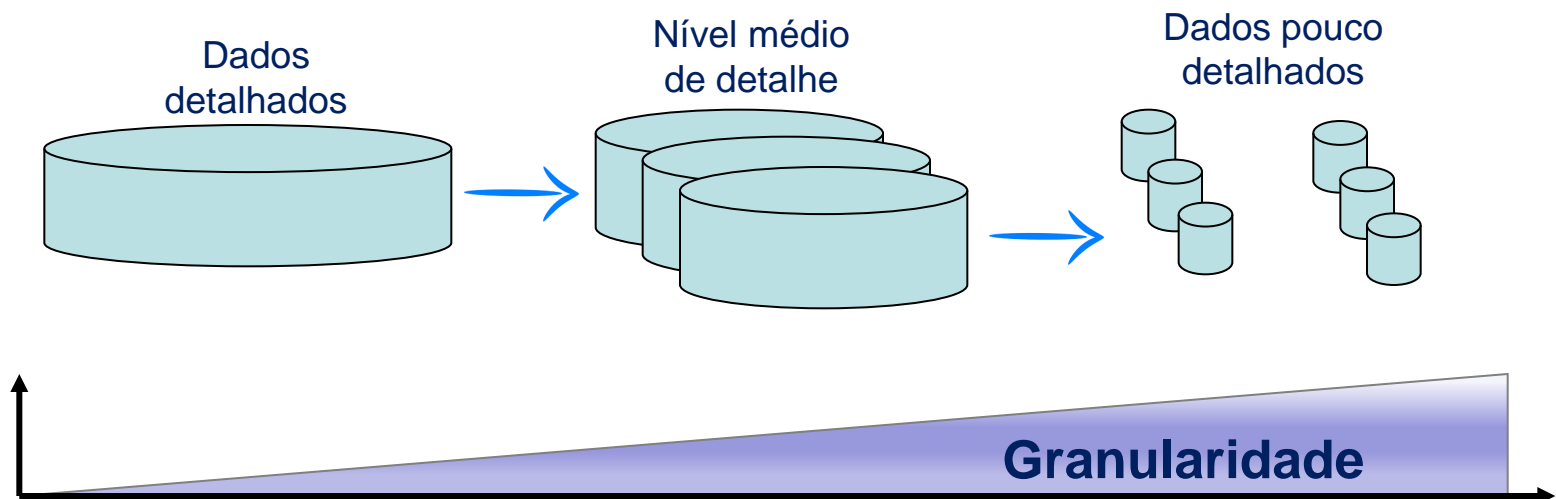 Dados
detalhados
Nível médio
de detalhe
Dados pouco
detalhados
Granularidade